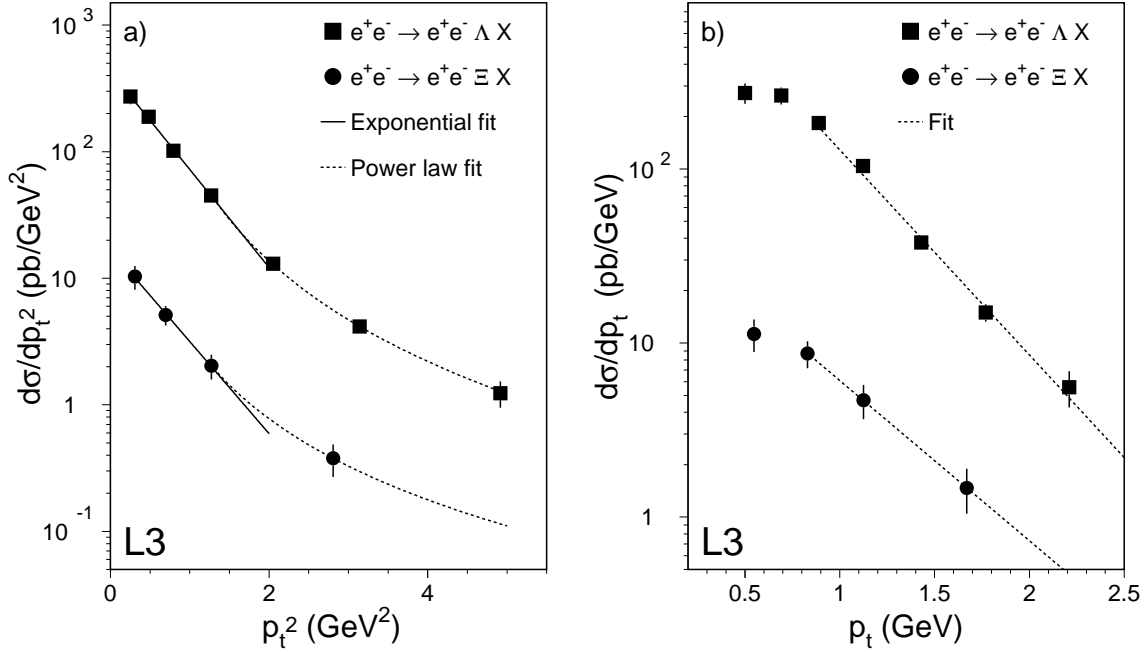 a)
e⁺e⁻ → e⁺e⁻ Λ X
e⁺e⁻ → e⁺e⁻ Ξ X
Exponential fit
Power law fit
10³
10²
10
1
10⁻¹
dσ/dpₜ² (pb/GeV²)
L3
0 2 4
pₜ² (GeV²)
b)
e⁺e⁻ → e⁺e⁻ Λ X
e⁺e⁻ → e⁺e⁻ Ξ X
Fit
10²
10
1
dσ/dpₜ (pb/GeV)
L3
0.5 1 1.5 2 2.5
pₜ (GeV)